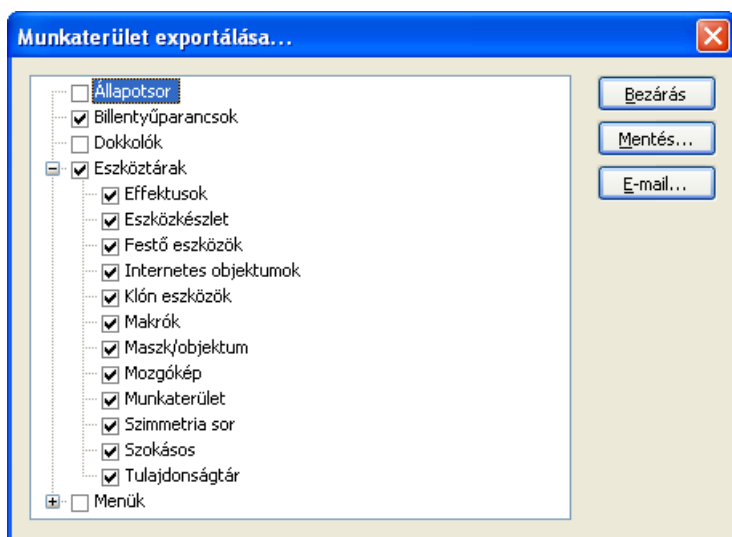 Munkaterület exportálása...
Állapotsor
Billentyűparancsok
Dokkolók
Eszköztárak
Effektusok
Eszközkészlet
Festő eszközök
Internetes objektumok
Klón eszközök
Makrók
Maszk/objektum
Mozgókép
Munkaterület
Szimmetria sor
Szokásos
Tulajdonságtár
Menük
Bezárás
Mentés...
E-mail...